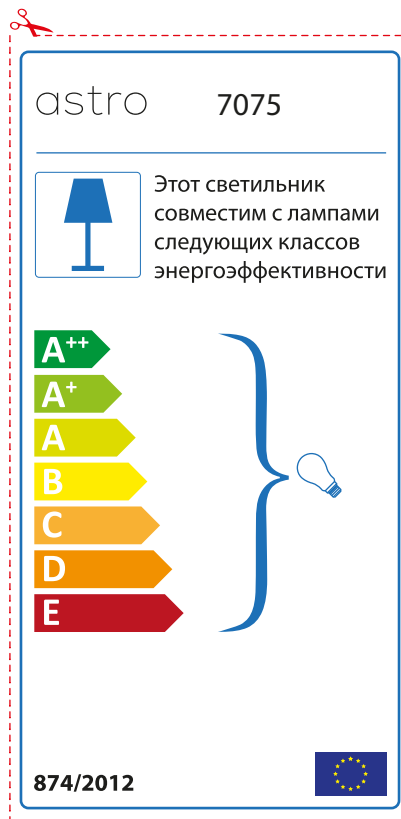 astro 7075
Этот светильник
совместим с лампами
следующих классов
энергоэффективности
A++
A+
A
B
C
D
E
874/2012